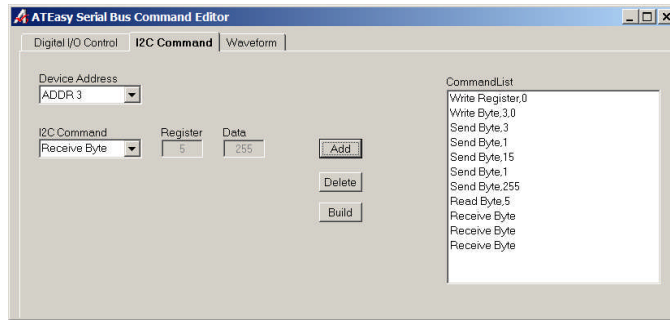 ATEasy Serial Bus Command Editor
Digital I/O Control I2C Command Waveform
Device Address
ADDR 3
I2C Command Register Data
Receive Byte 5 255
Add
Delete
Build
CommandList
Write Register,0
Write Byte,3,0
Send Byte,3
Send Byte,1
Send Byte,15
Send Byte,1
Send Byte,255
Read Byte,5
Receive Byte
Receive Byte
Receive Byte